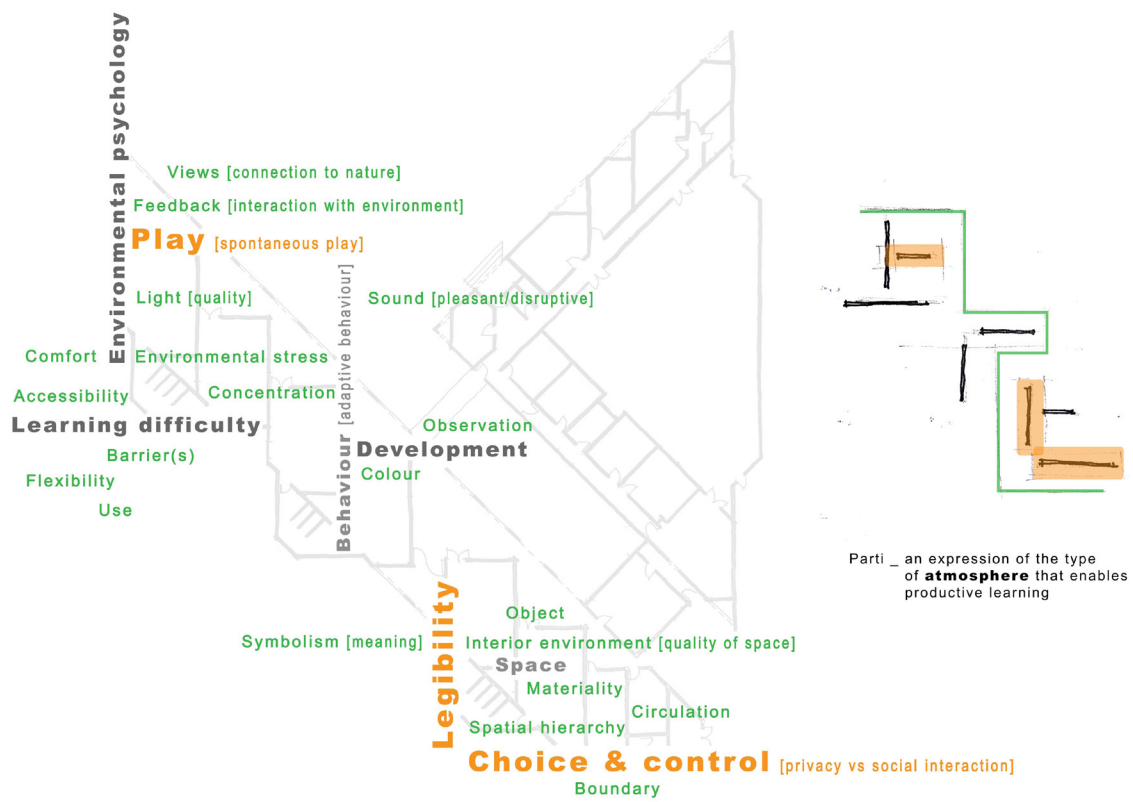 Environmental psychology
Views [connection to nature]
Feedback [interaction with environment]
Play [spontaneous play]
Light [quality]
Sound [pleasant/disruptive]
Comfort
Environmental stress
Accessibility
Concentration
Learning difficulty
Barrier(s)
Flexibility
Use
Behaviour [adaptive behaviour]
Observation
Development
Colour
Legibility
Object
Symbolism [meaning]
Interior environment [quality of space]
Space
Materiality
Circulation
Spatial hierarchy
Choice & control [privacy vs social interaction]
Boundary
Parti _ an expression of the type
of atmosphere that enables
productive learning